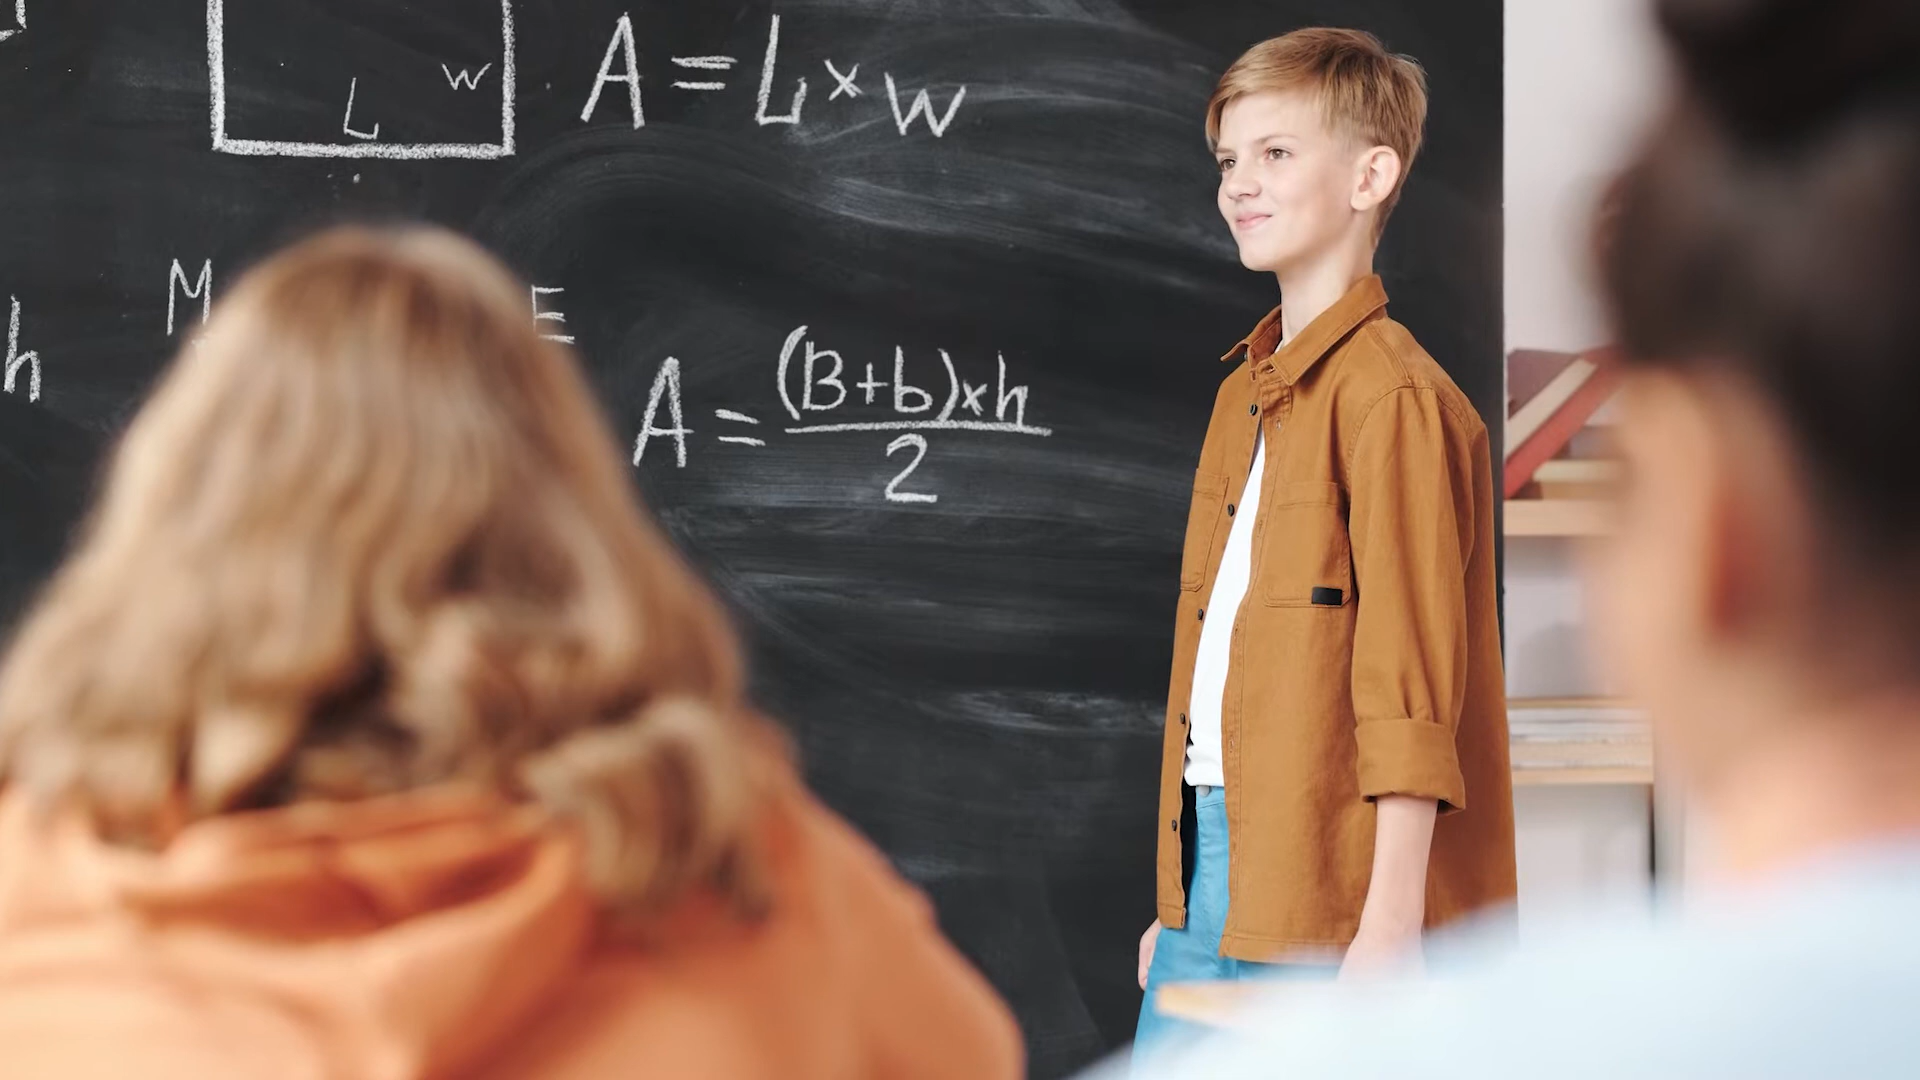 L w
A = L × w
h
A = (B+b)×h
2